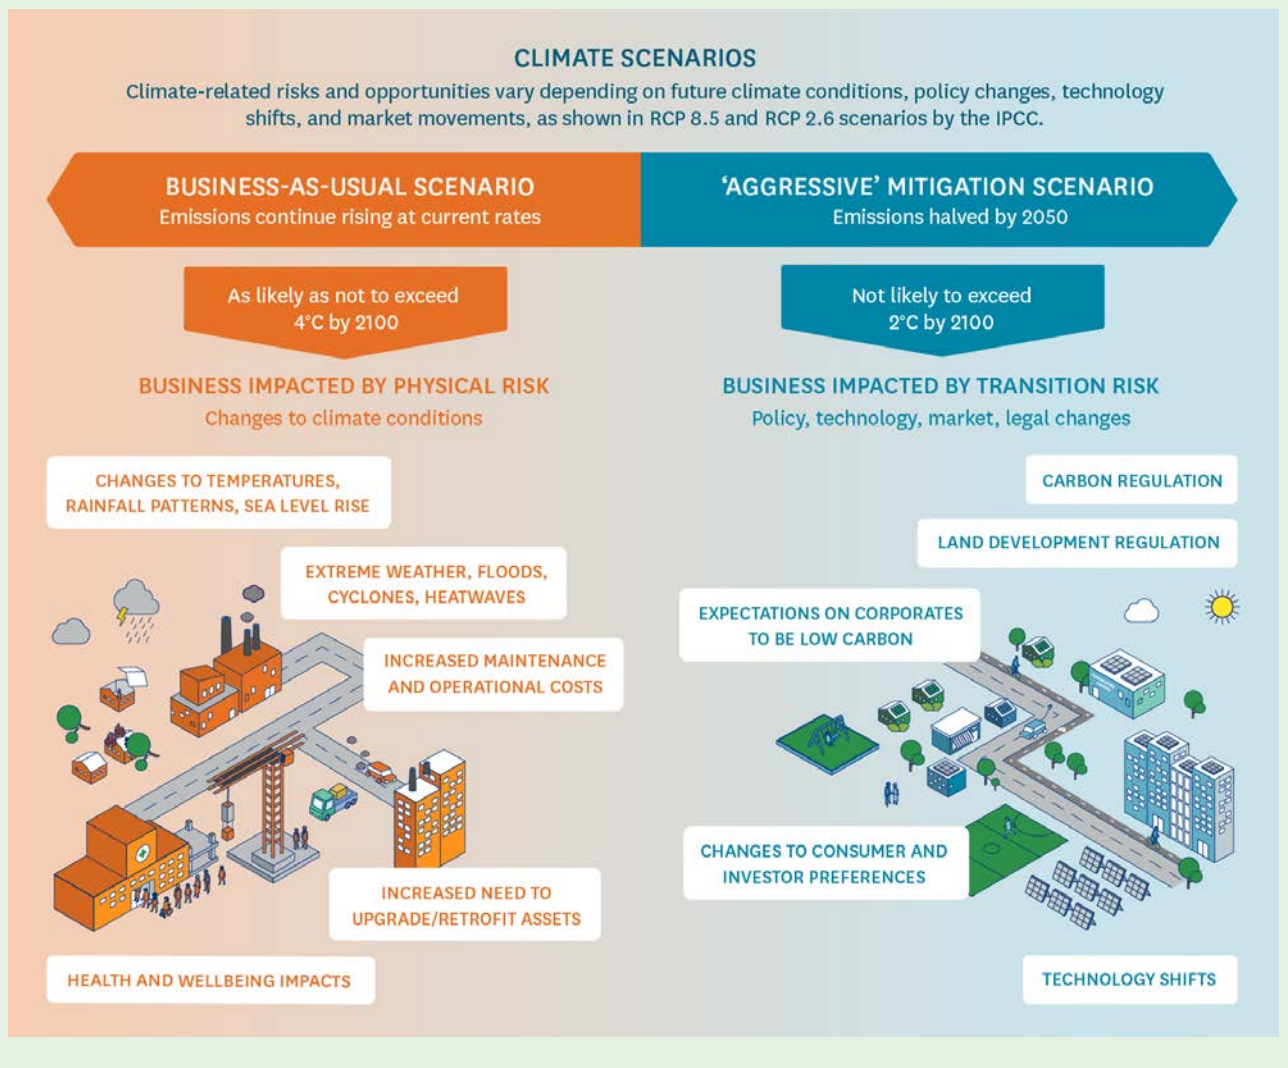 CLIMATE SCENARIOS
Climate-related risks and opportunities vary depending on future climate conditions, policy changes, technology
shifts, and market movements, as shown in RCP 8.5 and RCP 2.6 scenarios by the IPCC.
BUSINESS-AS-USUAL SCENARIO
Emissions continue rising at current rates
‘AGGRESSIVE’ MITIGATION SCENARIO
Emissions halved by 2050
As likely as not to exceed
4°C by 2100
Not likely to exceed
2°C by 2100
BUSINESS IMPACTED BY PHYSICAL RISK
Changes to climate conditions
BUSINESS IMPACTED BY TRANSITION RISK
Policy, technology, market, legal changes
CHANGES TO TEMPERATURES,
RAINFALL PATTERNS, SEA LEVEL RISE
EXTREME WEATHER, FLOODS,
CYCLONES, HEATWAVES
INCREASED MAINTENANCE
AND OPERATIONAL COSTS
INCREASED NEED TO
UPGRADE/RETROFIT ASSETS
HEALTH AND WELLBEING IMPACTS
CARBON REGULATION
LAND DEVELOPMENT REGULATION
EXPECTATIONS ON CORPORATES
TO BE LOW CARBON
CHANGES TO CONSUMER AND
INVESTOR PREFERENCES
TECHNOLOGY SHIFTS